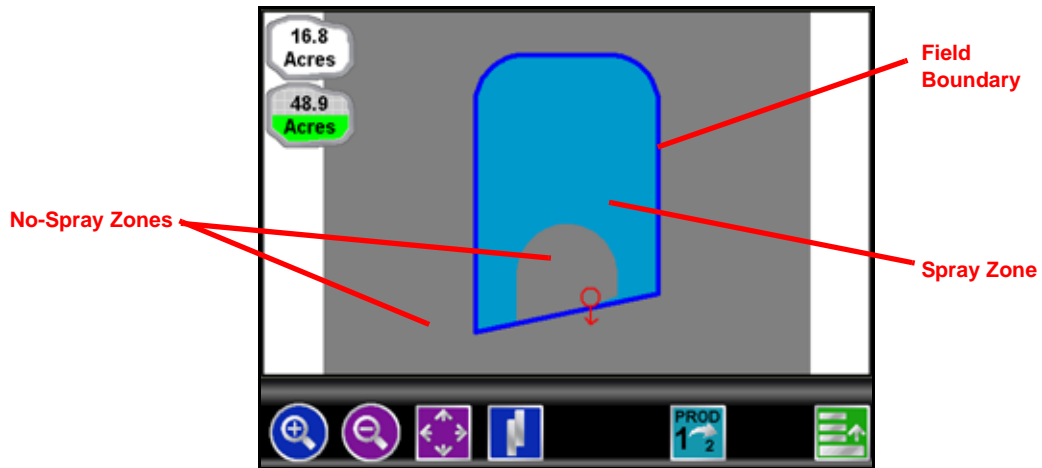 16.8
Acres
48.9
Acres
Field
Boundary
No-Spray Zones
Spray Zone
PROD
1 2